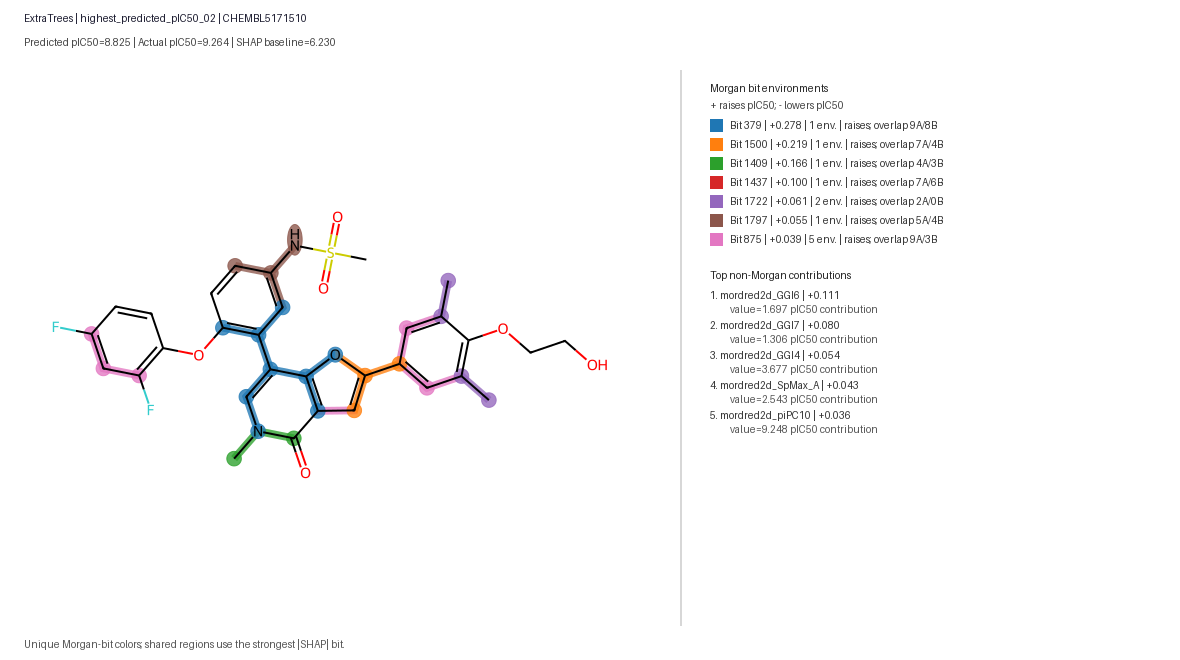 ExtraTrees | highest_predicted_pIC50_02 | CHEMBL5171510
Predicted pIC50=8.825 | Actual pIC50=9.264 | SHAP baseline=6.230
Morgan bit environments
+ raises pIC50; - lowers pIC50
Bit 379 | +0.278 | 1 env. | raises; overlap 9A/8B
Bit 1500 | +0.219 | 1 env. | raises; overlap 7A/4B
Bit 1409 | +0.166 | 1 env. | raises; overlap 4A/3B
Bit 1437 | +0.100 | 1 env. | raises; overlap 7A/6B
Bit 1722 | +0.061 | 2 env. | raises; overlap 2A/0B
Bit 1797 | +0.055 | 1 env. | raises; overlap 5A/4B
Bit 875 | +0.039 | 5 env. | raises; overlap 9A/3B
Top non-Morgan contributions
1. mordred2d_GGI6 | +0.111
value=1.697 pIC50 contribution
2. mordred2d_GGI7 | +0.080
value=1.306 pIC50 contribution
3. mordred2d_GGI4 | +0.054
value=3.677 pIC50 contribution
4. mordred2d_SpMax_A | +0.043
value=2.543 pIC50 contribution
5. mordred2d_piPC10 | +0.036
value=9.248 pIC50 contribution
O
H
N
S
O
F
O
O
O
OH
F
N
O
Unique Morgan-bit colors; shared regions use the strongest |SHAP| bit.